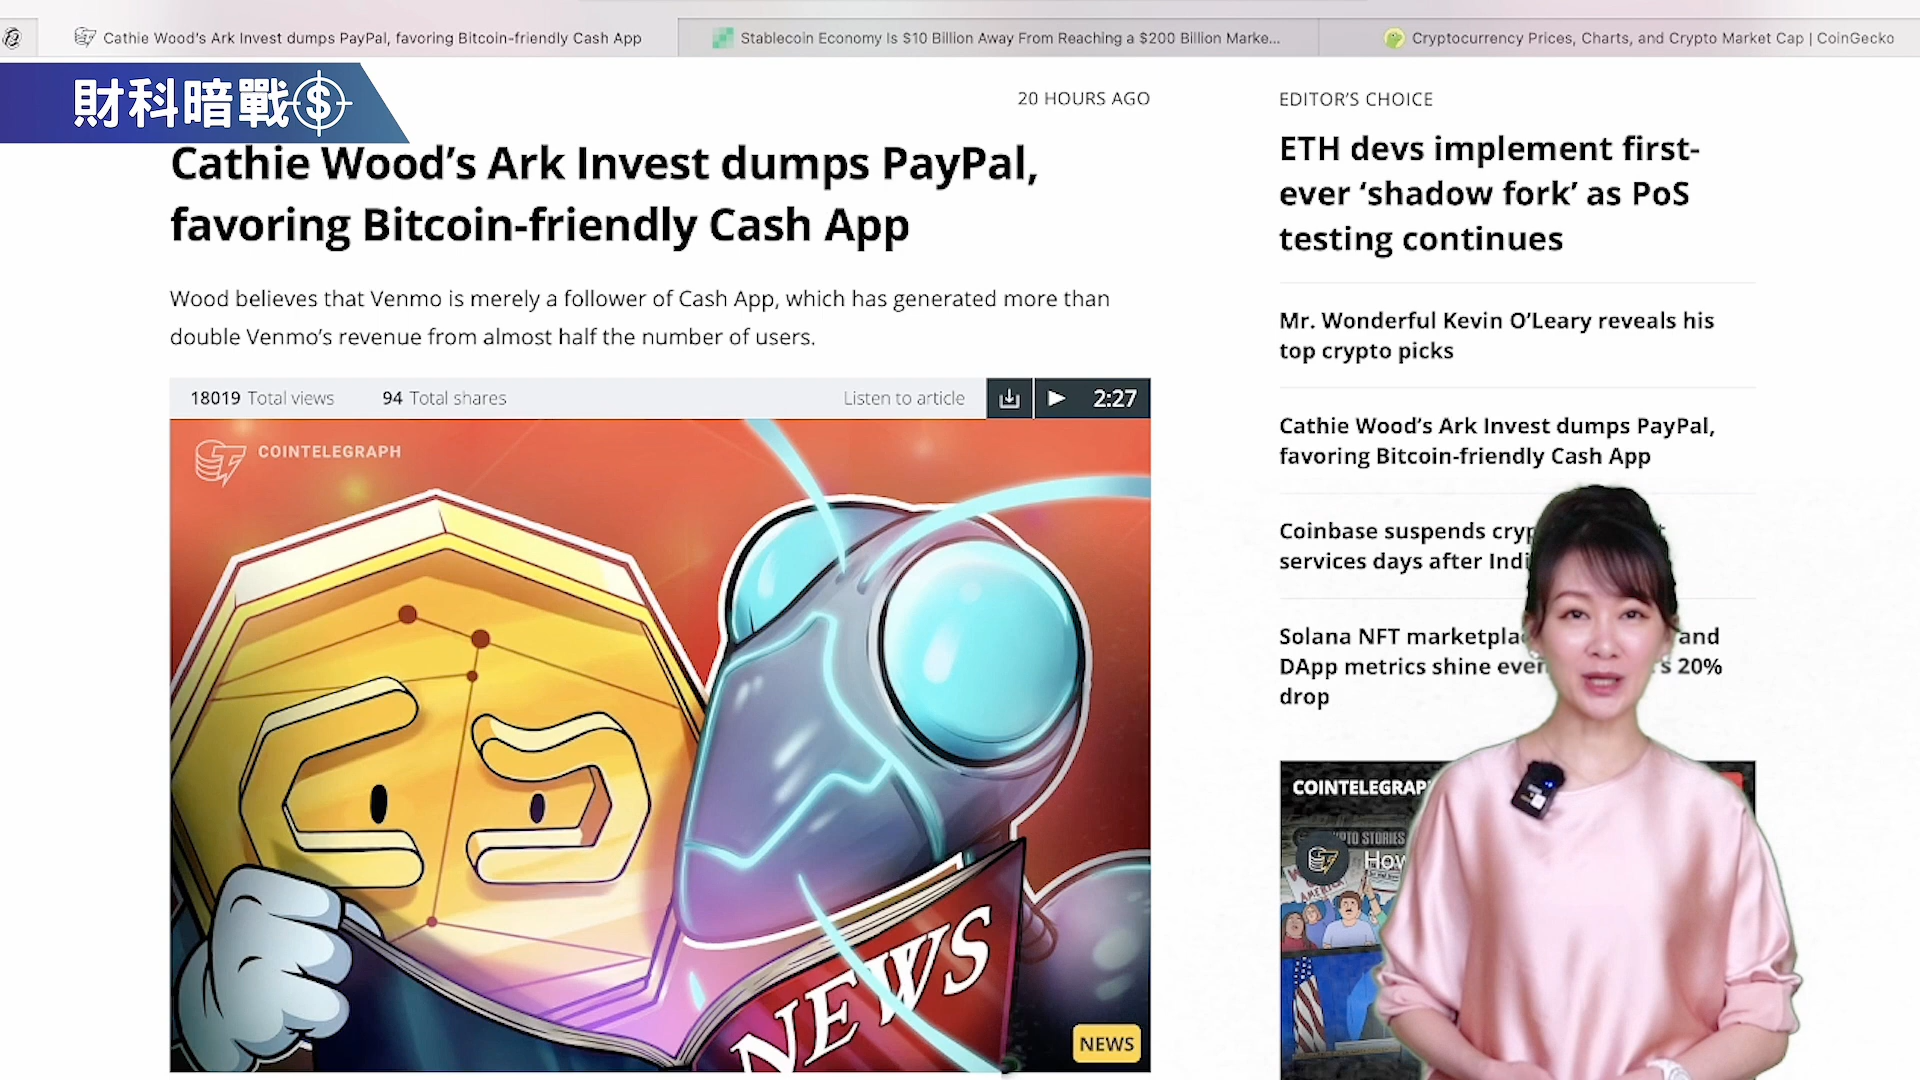 Cathie Wood's Ark Invest dumps PayPal, favoring Bitcoin-friendly Cash App
Stablecoin Economy Is $10 Billion Away From Reaching a $200 Billion Marke...
Cryptocurrency Prices, Charts, and Crypto Market Cap | CoinGecko
財科暗戰
20 HOURS AGO
Cathie Wood’s Ark Invest dumps PayPal,
favoring Bitcoin-friendly Cash App
Wood believes that Venmo is merely a follower of Cash App, which has generated more than
double Venmo’s revenue from almost half the number of users.
18019 Total views 94 Total shares Listen to article 2:27
COINTELEGRAPH
NEWS
NEWS
EDITOR’S CHOICE
ETH devs implement first-
ever ‘shadow fork’ as PoS
testing continues
Mr. Wonderful Kevin O’Leary reveals his
top crypto picks
Cathie Wood’s Ark Invest dumps PayPal,
favoring Bitcoin-friendly Cash App
Coinbase suspends
services days after
Solana NFT and
DApp metrics shine 20%
drop
COINTELEGRAP
STORIES
How